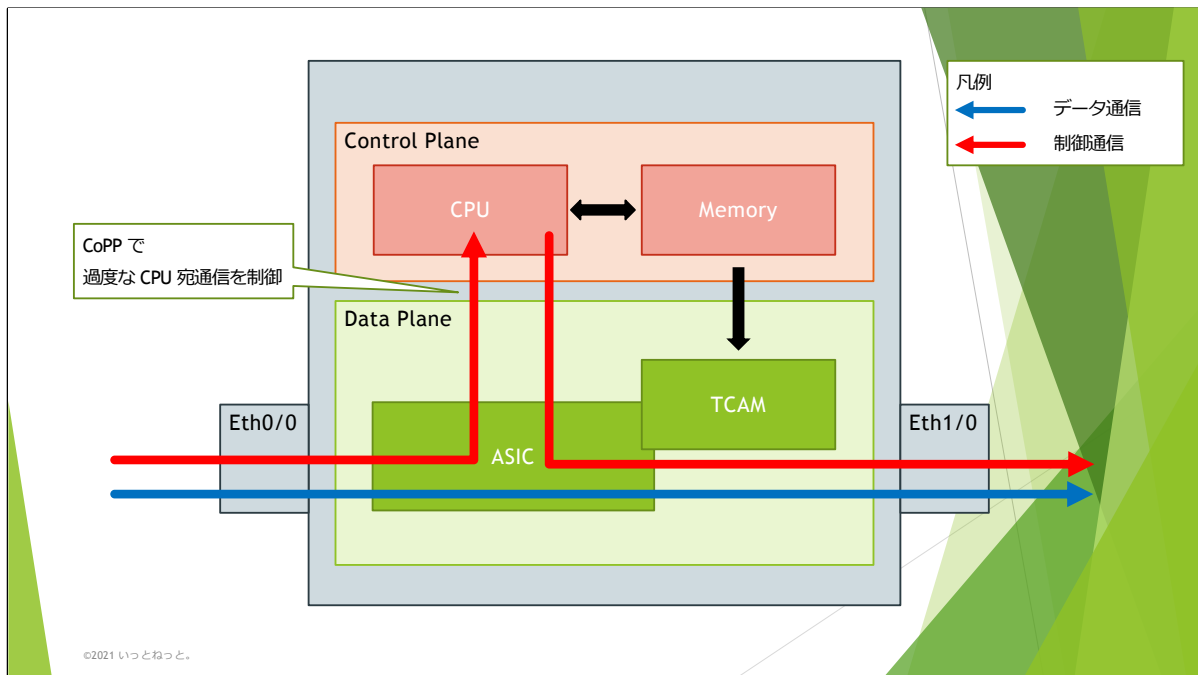 凡例
データ通信
制御通信
Control Plane
CPU
Memory
CoPP で
過度な CPU 宛通信を制御
Data Plane
TCAM
Eth0/0
Eth1/0
ASIC
©2021 いっとねっと。